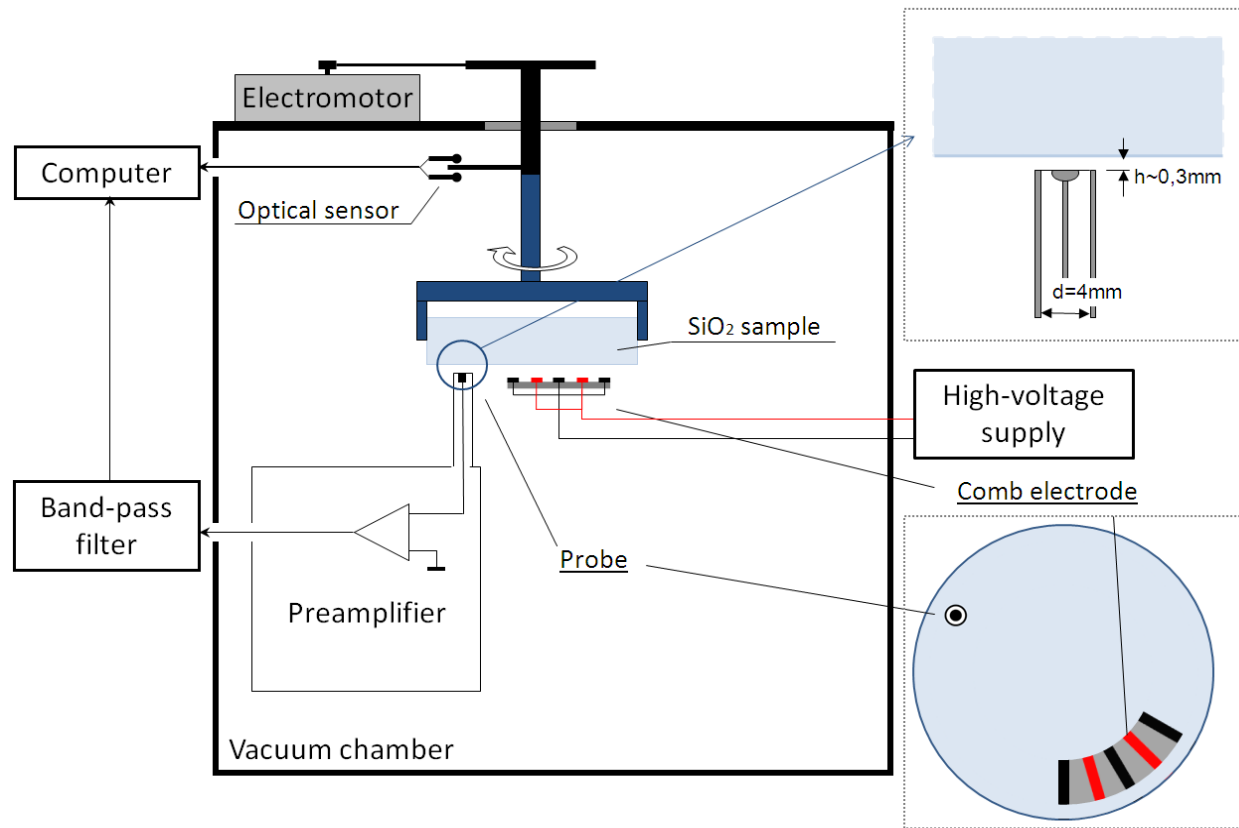 Electromotor
Computer
Optical sensor
h~0,3mm
d=4mm
SiO₂ sample
High-voltage
supply
Comb electrode
Band-pass
filter
Probe
Preamplifier
Vacuum chamber